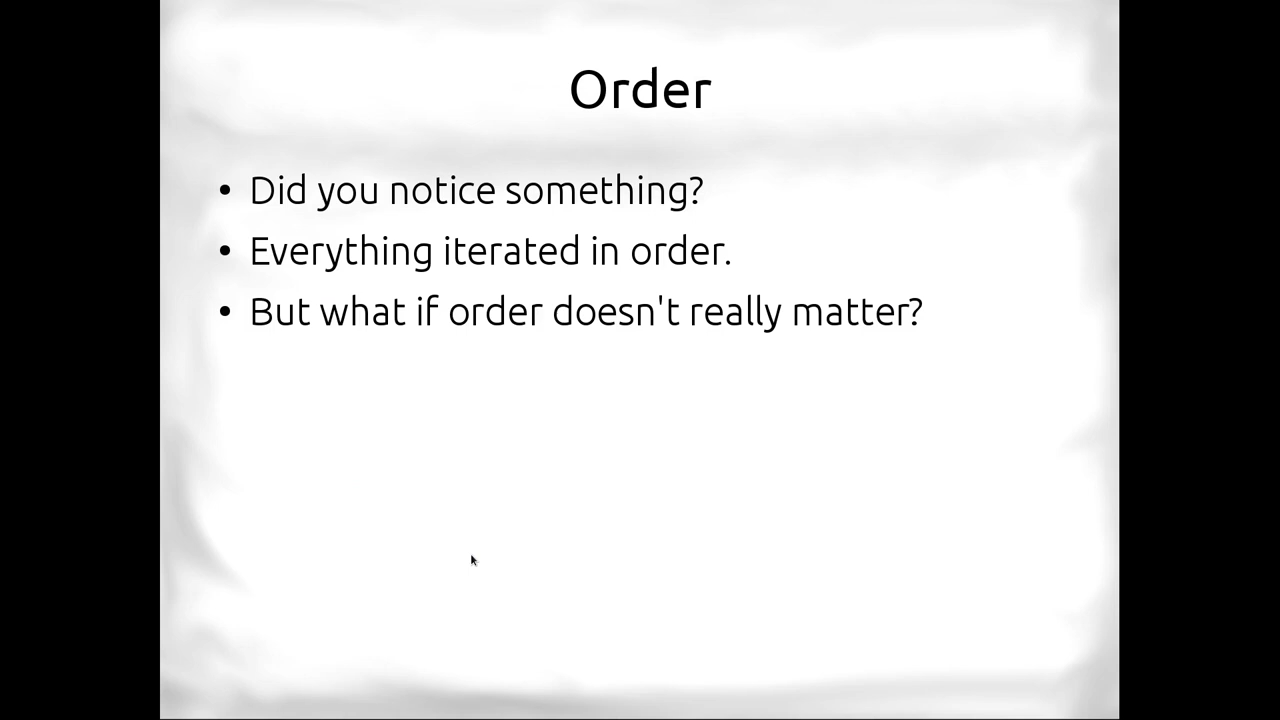 Order
• Did you notice something?
• Everything iterated in order.
• But what if order doesn't really matter?